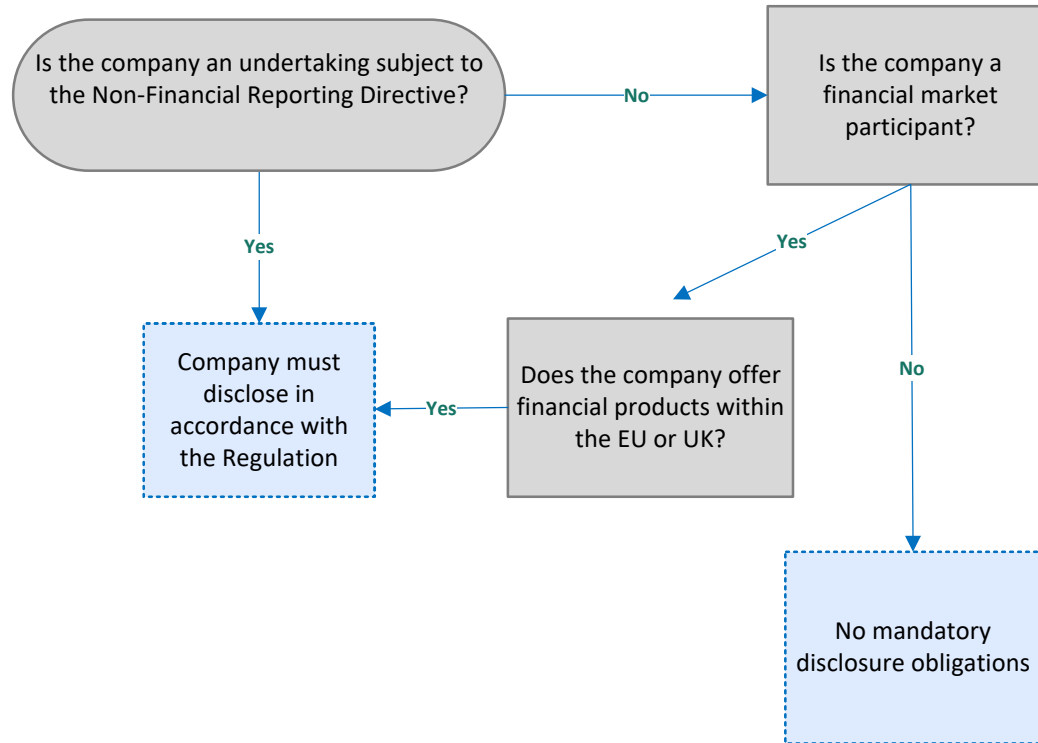 Is the company an undertaking subject to
the Non-Financial Reporting Directive?
No
Is the company a
financial market
participant?
Yes
Yes
Company must
disclose in
accordance with
the Regulation
Yes
Does the company offer
financial products within
the EU or UK?
No
No mandatory
disclosure obligations